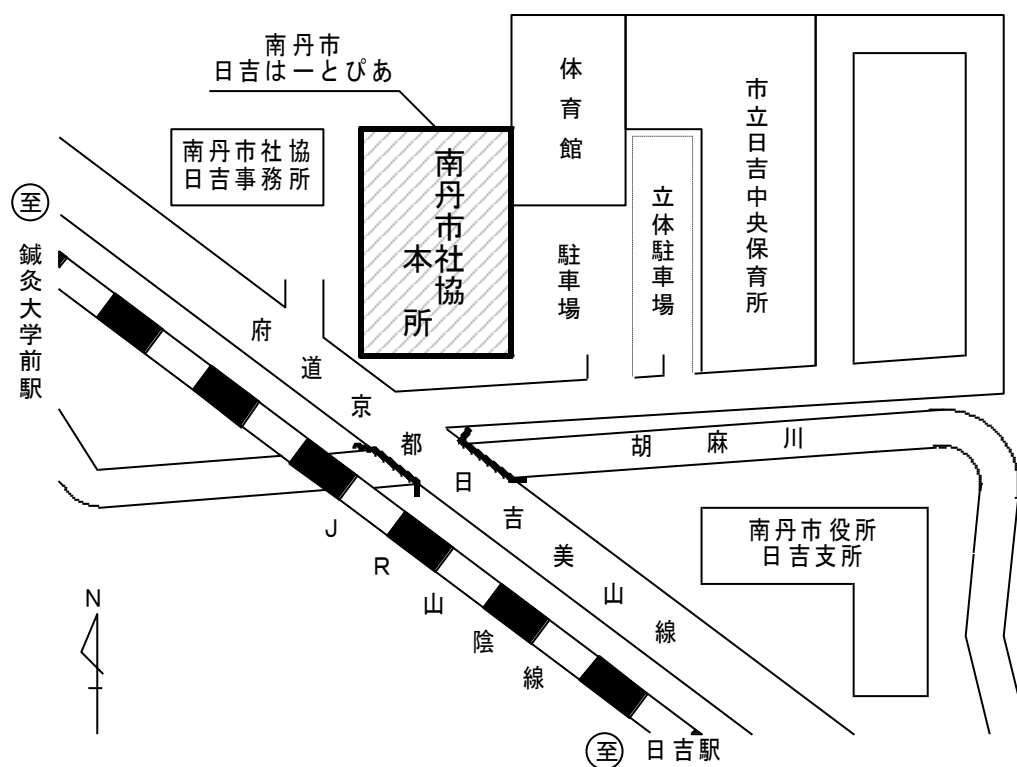 南丹市
日吉はーとぴあ
体育館
市立日吉中央保育所
南丹市社協
日吉事務所
南丹市社協
本所
立体駐車場
駐車場
至
鍼灸大学前駅
府道京都日吉美山線
胡麻川
南丹市役所
日吉支所
JR山陰線
N
至 日吉駅